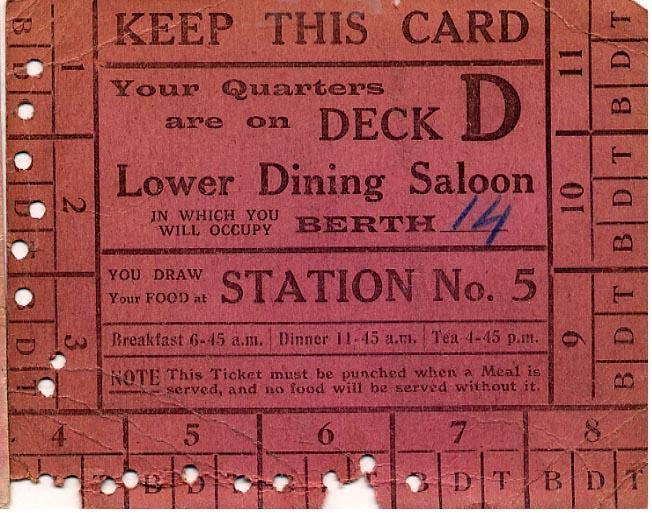 KEEP THIS CARD
Your Quarters
are on DECK D
Lower Dining Saloon
IN WHICH YOU
WILL OCCUPY BERTH 14
YOU DRAW
Your FOOD at STATION No. 5
Breakfast 6-45 a.m. Dinner 11-45 a.m. Tea 4-45 p.m.
NOTE This Ticket must be punched when a Meal is
served, and no food will be served without it.
1
B
2
3
D
T
4
5
6
7
8
B D T
D T
B D T
9
B D T
10
B D T
11
B D T